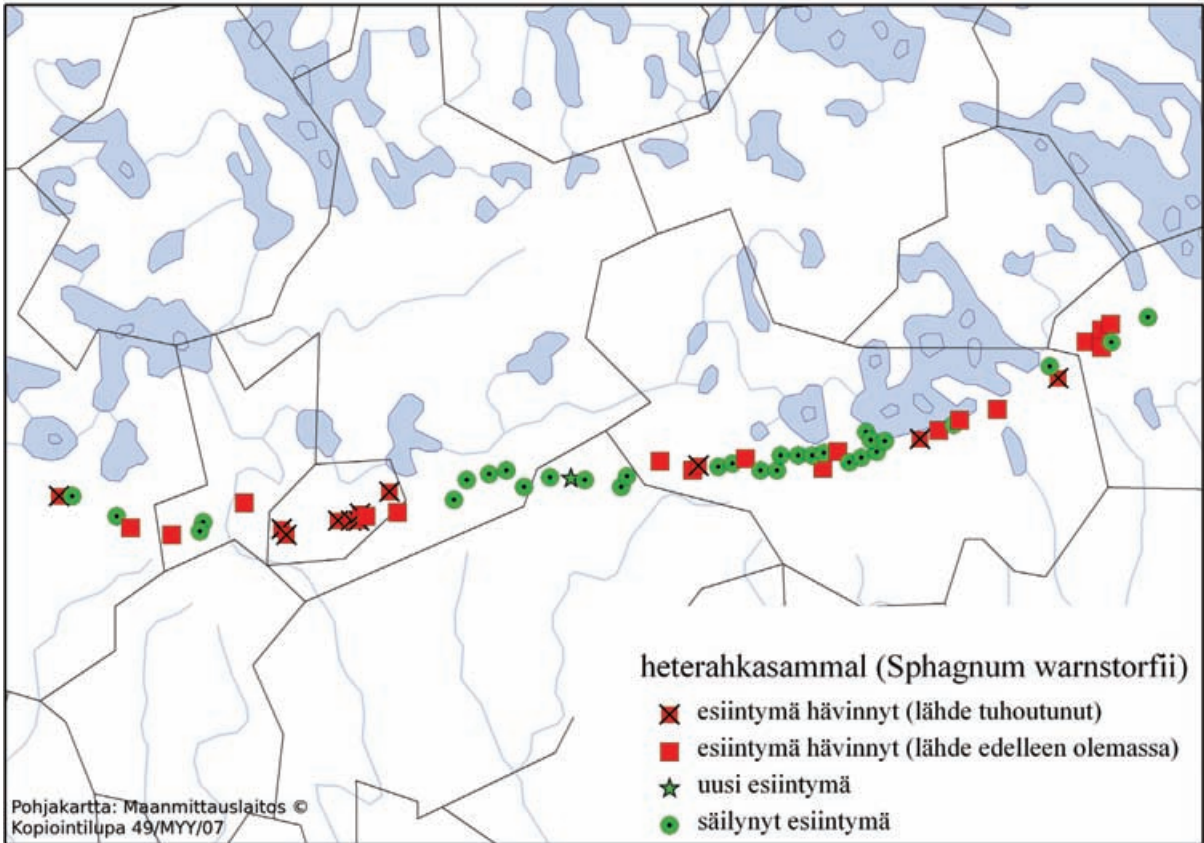 heterahkasammal (Sphagnum warnstorfii)
esiintymä hävinnyt (lähde tuhoutunut)
esiintymä hävinnyt (lähde edelleen olemassa)
uusi esiintymä
säilynyt esiintymä
Pohjakartta: Maanmittauslaitos ©
Kopiointilupa 49/MYY/07